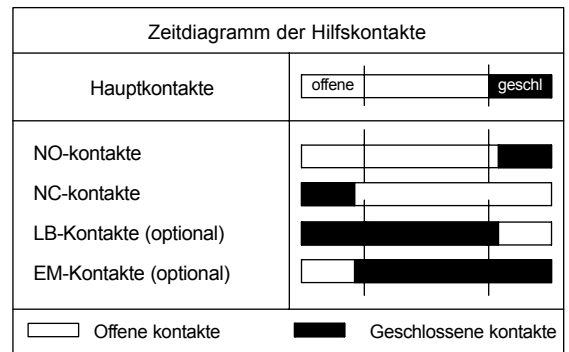 Zeitdiagramm der Hilfskontakte
Hauptkontakte offene geschl
NO-kontakte
NC-kontakte
LB-Kontakte (optional)
EM-Kontakte (optional)
Offene kontakte Geschlossene kontakte